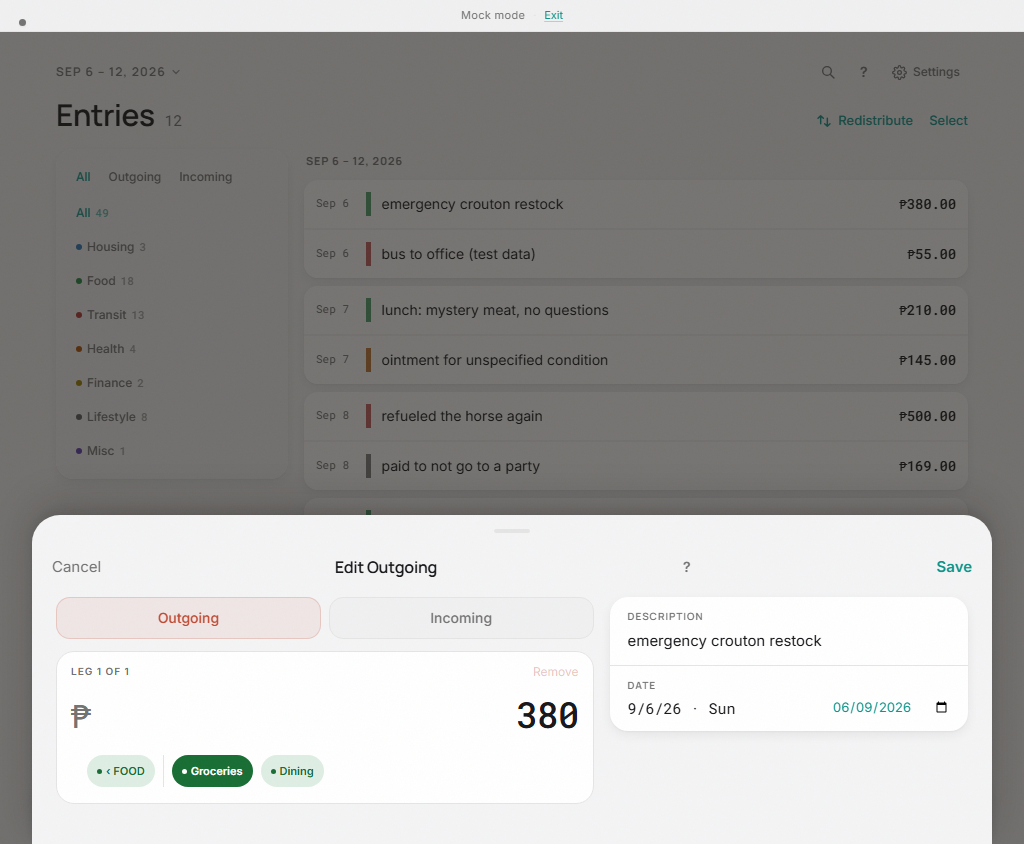 Mock mode · Exit
SEP 6 – 12, 2026
? Settings
Entries 12
Redistribute Select
All Outgoing Incoming
All 49
Housing 3
Food 18
Transit 13
Health 4
Finance 2
Lifestyle 8
Misc 1
SEP 6 – 12, 2026
Sep 6 emergency crouton restock ₱380.00
Sep 6 bus to office (test data) ₱55.00
Sep 7 lunch: mystery meat, no questions ₱210.00
Sep 7 ointment for unspecified condition ₱145.00
Sep 8 refueled the horse again ₱500.00
Sep 8 paid to not go to a party ₱169.00
Cancel Edit Outgoing ? Save
Outgoing Incoming
LEG 1 OF 1 Remove
₱ 380
‹ FOOD Groceries Dining
DESCRIPTION
emergency crouton restock
DATE
9/6/26 · Sun 06/09/2026